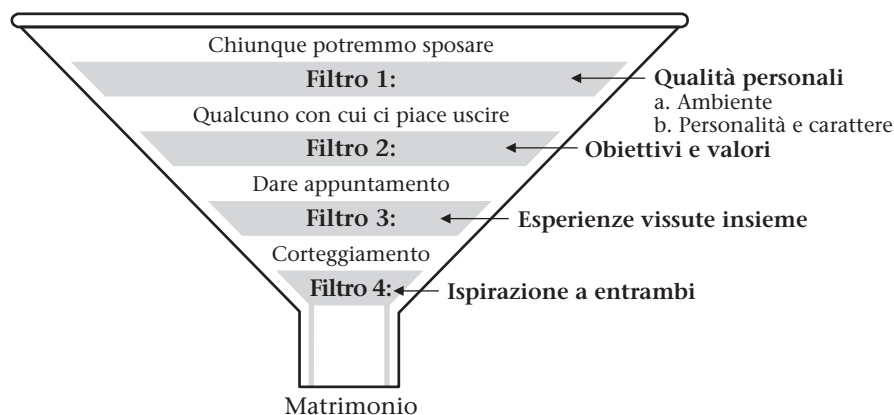 Chiunque potremmo sposare
Filtro 1:
Qualità personali
a. Ambiente
b. Personalità e carattere
Qualcuno con cui ci piace uscire
Filtro 2:
Obiettivi e valori
Dare appuntamento
Filtro 3:
Esperienze vissute insieme
Corteggiamento
Filtro 4:
Ispirazione a entrambi
Matrimonio